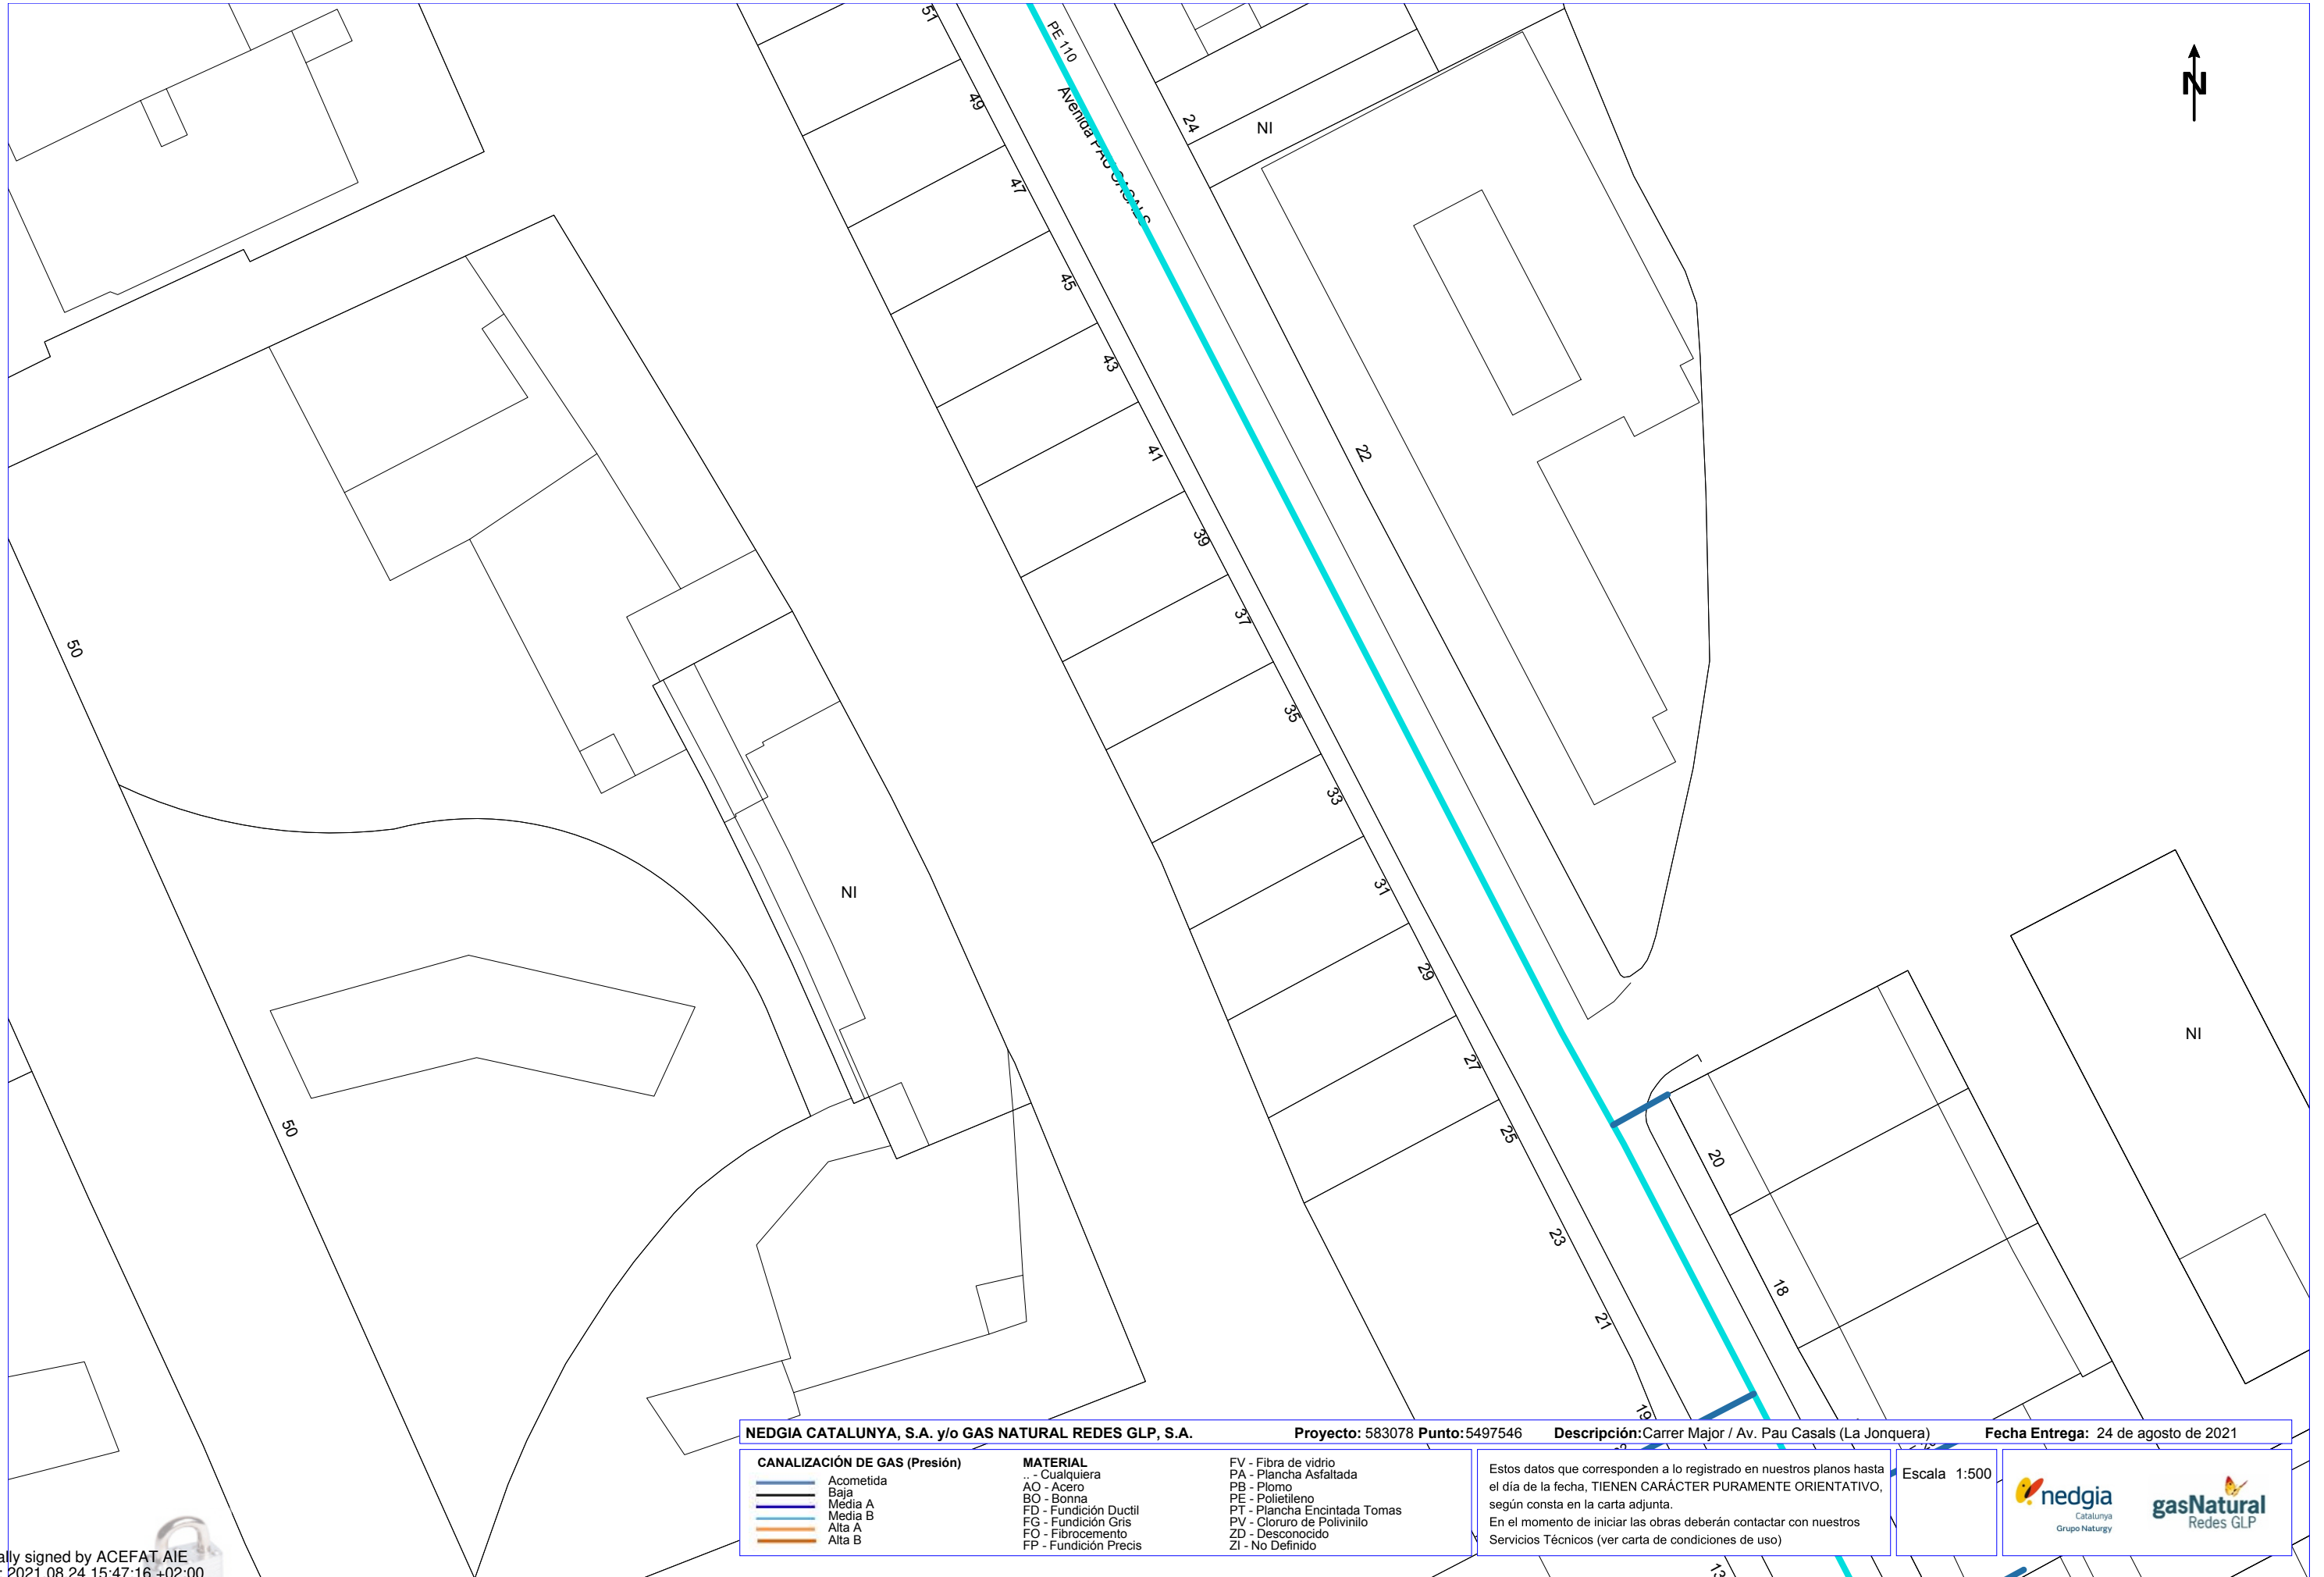 51
PE 110
Avenida PAU CASALS
N
49
24
NI
47
45
43
41
22
39
37
50
35
33
31
NI
29
NI
27
50
25
20
23
18
21
19
NEDGIA CATALUNYA, S.A. y/o GAS NATURAL REDES GLP, S.A. Proyecto: 583078 Punto: 5497546 Descripción: Carrer Major / Av. Pau Casals (La Jonquera) Fecha Entrega: 24 de agosto de 2021
CANALIZACIÓN DE GAS (Presión)
Acometida
Baja
Media A
Media B
Alta A
Alta B
MATERIAL
.. - Cualquiera
AO - Acero
BO - Bonna
FD - Fundición Ductil
FG - Fundición Gris
FO - Fibrocemento
FP - Fundición Precis
FV - Fibra de vidrio
PA - Plancha Asfaltada
PB - Plomo
PE - Polietileno
PT - Plancha Encintada Tomas
PV - Cloruro de Polivinilo
ZD - Desconocido
ZI - No Definido
Estos datos que corresponden a lo registrado en nuestros planos hasta
el día de la fecha, TIENEN CARÁCTER PURAMENTE ORIENTATIVO,
según consta en la carta adjunta.
En el momento de iniciar las obras deberán contactar con nuestros
Servicios Técnicos (ver carta de condiciones de uso)
Escala 1:500
nedgia
Catalunya
Grupo Naturgy
gasNatural
Redes GLP
ally signed by ACEFAT AIE
: 2021.08.24 15:47:16 +02:00
13